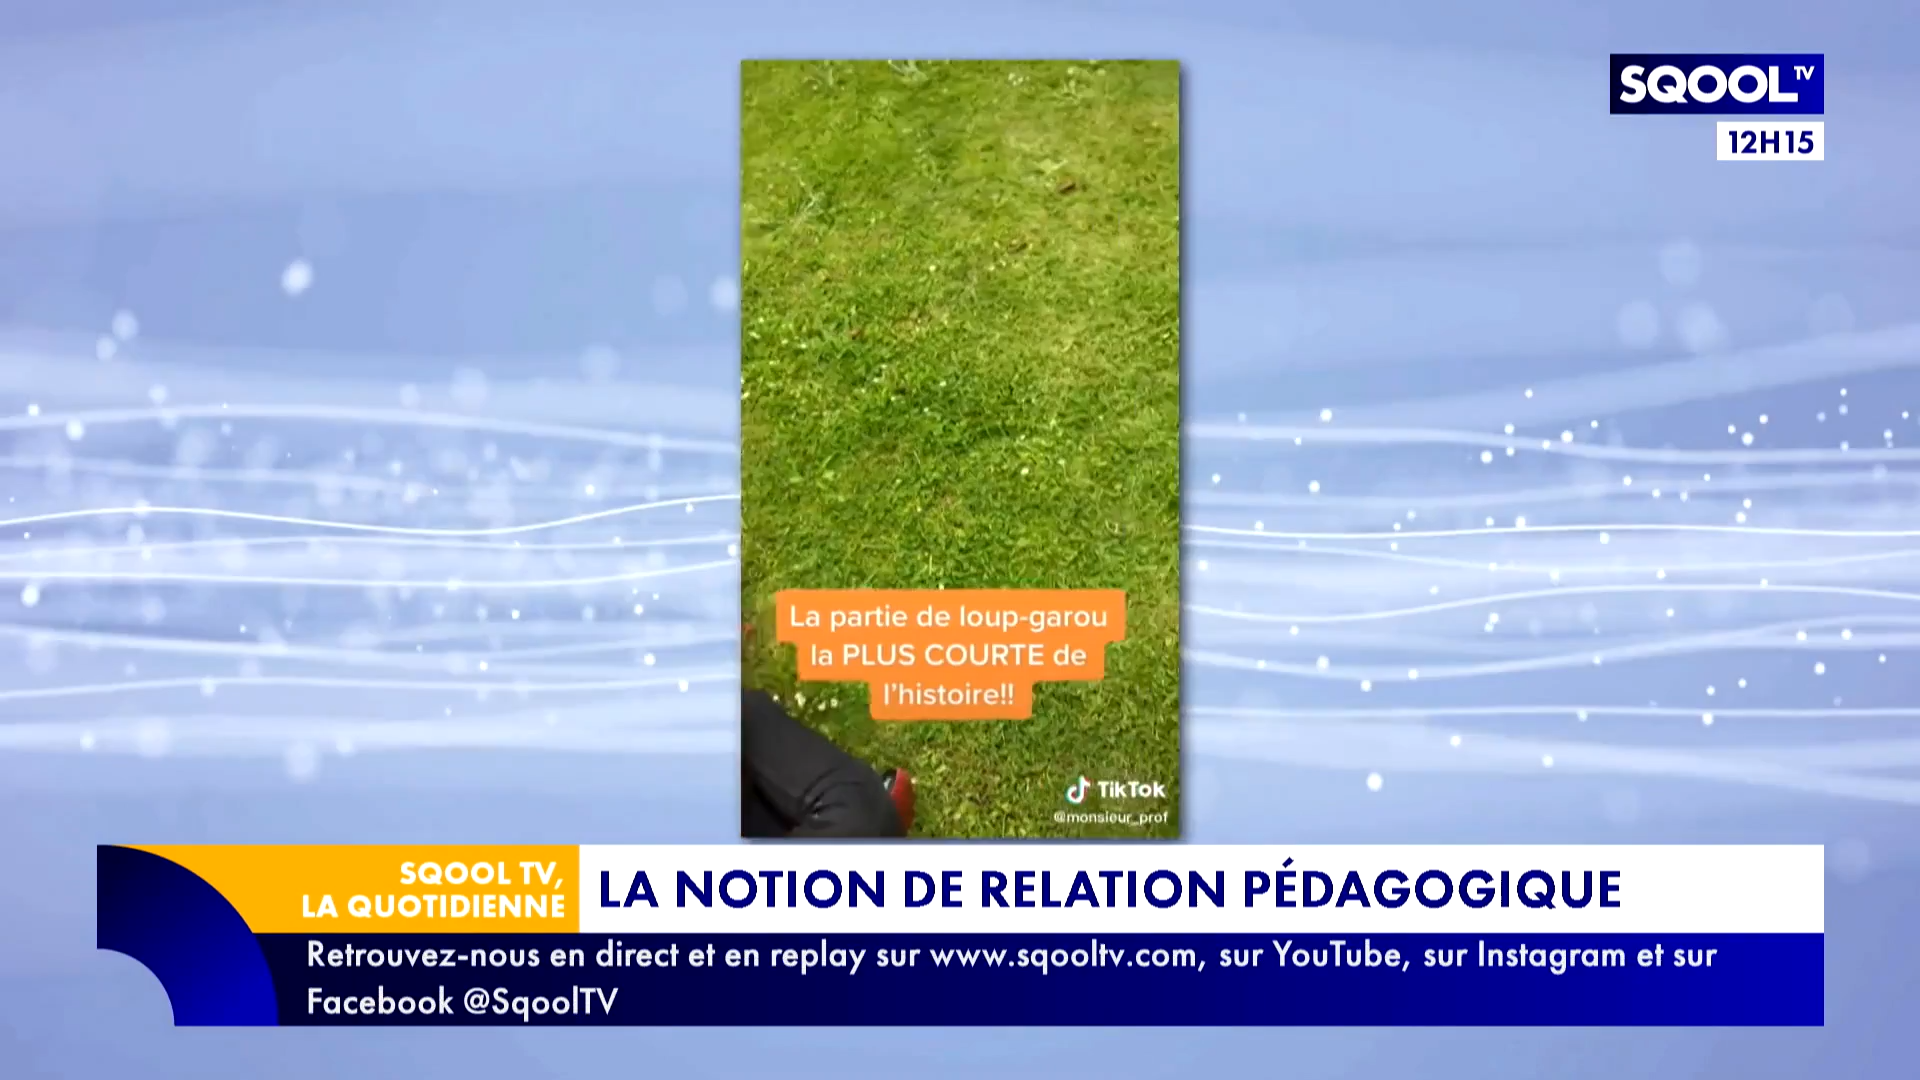 SQOOL TV
12H15
La partie de loup-garou
la PLUS COURTE de
l'histoire!!
TikTok
@monsieur_prof
SQOOL TV,
LA QUOTIDIENNE
LA NOTION DE RELATION PÉDAGOGIQUE
Retrouvez-nous en direct et en replay sur www.sqooltv.com, sur YouTube, sur Instagram et sur
Facebook @SqoolTV